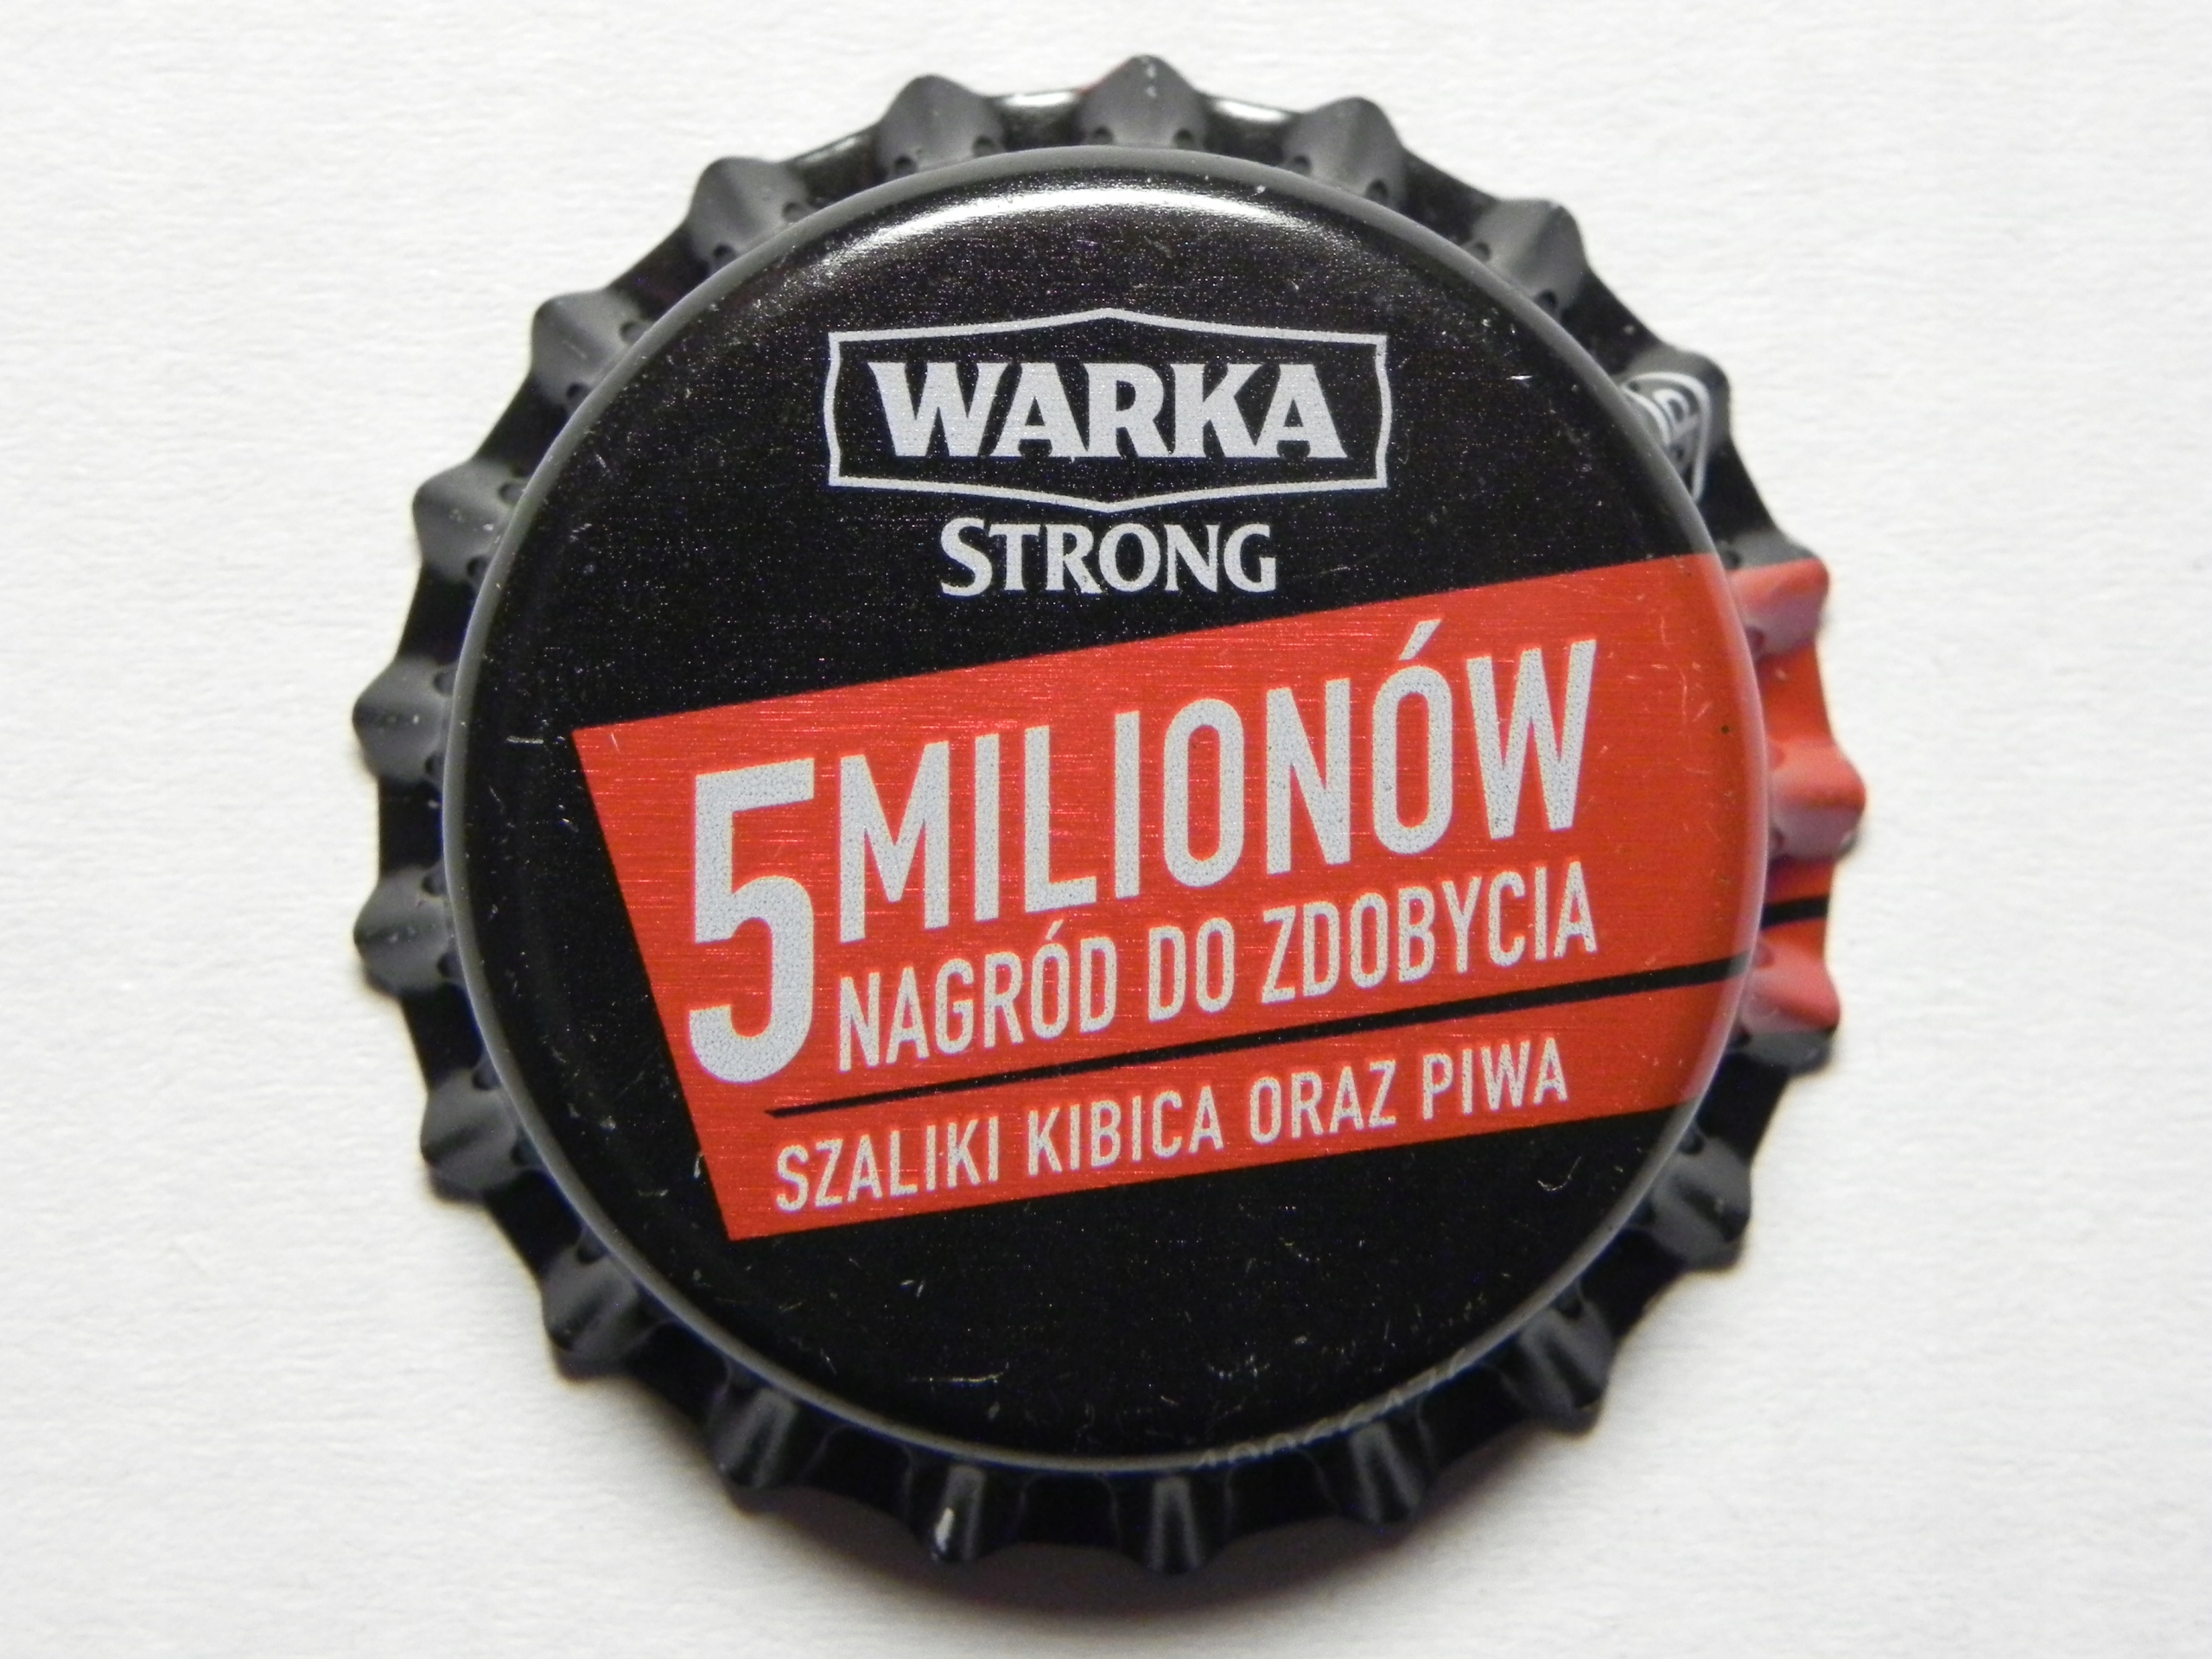 WARKA
STRONG
5 MILIONÓW
NAGRÓD DO ZDOBYCIA
SZALIKI KIBICA ORAZ PIWA